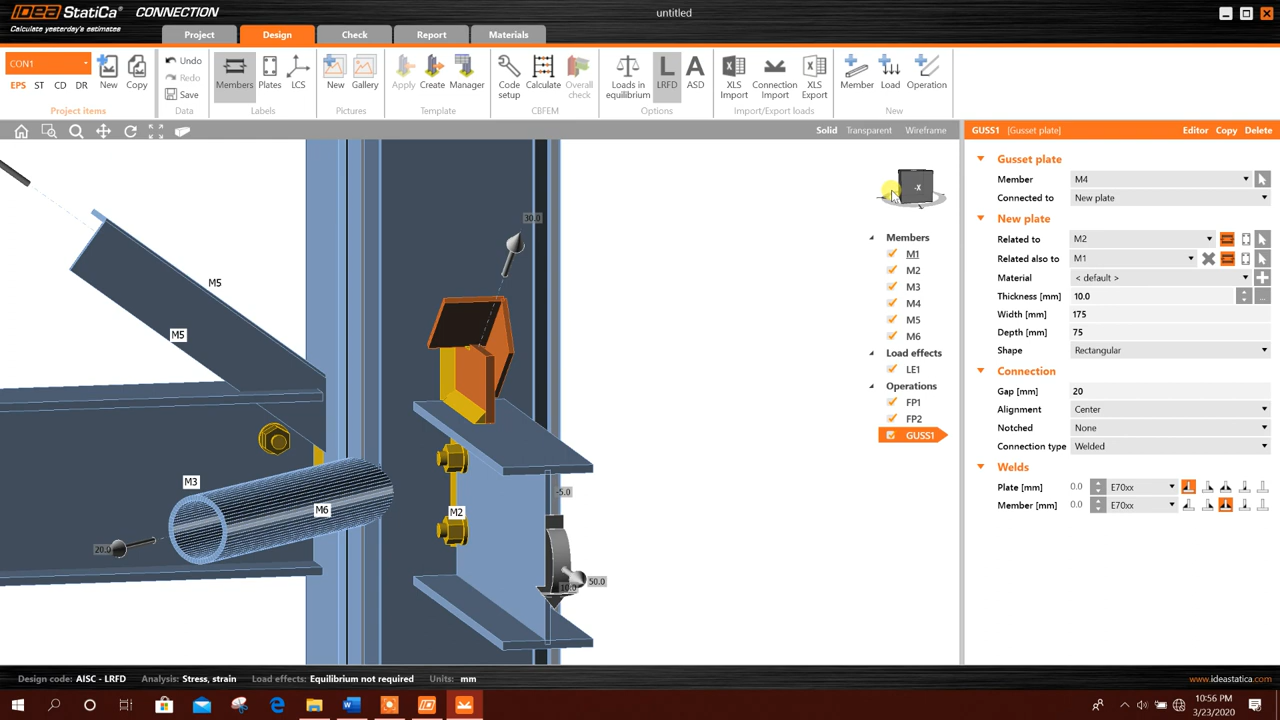 IDEA StatiCa® CONNECTION
Calculate yesterday's estimates
untitled
Project
Design
Check
Report
Materials
CON1
EPS ST CD DR
New
Copy
Project items
Undo
Redo
Save
Data
Members
Plates
LCS
Labels
New
Gallery
Pictures
Apply
Create
Manager
Template
Code setup
Calculate
Overall check
CBFEM
Loads in equilibrium
LRFD
ASD
Options
XLS Import
Connection Import
XLS Export
Import/Export loads
Member
Load
Operation
New
Solid
Transparent
Wireframe
GUSS1 [Gusset plate]
Editor
Copy
Delete
-X
Members
M1
M2
M3
M4
M5
M6
Load effects
LE1
Operations
FP1
FP2
GUSS1
30.0
M5
M5
M3
M6
M2
-5.0
20.0
10.0
50.0
Gusset plate
Member M4
Connected to New plate
New plate
Related to M2
Related also to M1
Material < default >
Thickness [mm] 10.0
Width [mm] 175
Depth [mm] 75
Shape Rectangular
Connection
Gap [mm] 20
Alignment Center
Notched None
Connection type Welded
Welds
Plate [mm] 0.0 E70xx
Member [mm] 0.0 E70xx
Design code: AISC - LRFD Analysis: Stress, strain Load effects: Equilibrium not required Units: mm
www.ideastatica.com
10:56 PM
3/23/2020